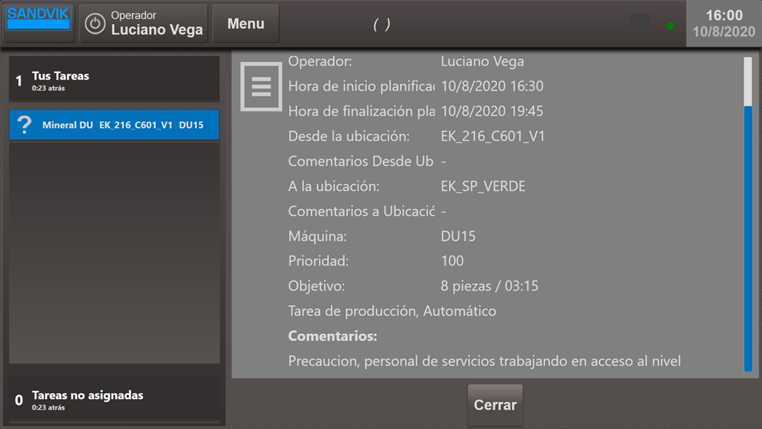 SANDVIK
Operador
Luciano Vega
Menu
( )
16:00
10/8/2020
1 Tus Tareas
0:23 atrás
? Mineral DU EK_216_C601_V1 DU15
0 Tareas no asignadas
0:23 atrás
Operador: Luciano Vega
Hora de inicio planifica 10/8/2020 16:30
Hora de finalización pla 10/8/2020 19:45
Desde la ubicación: EK_216_C601_V1
Comentarios Desde Ub -
A la ubicación: EK_SP_VERDE
Comentarios a Ubicació -
Máquina: DU15
Prioridad: 100
Objetivo: 8 piezas / 03:15
Tarea de producción, Automático
Comentarios:
Precaucion, personal de servicios trabajando en acceso al nivel
Cerrar